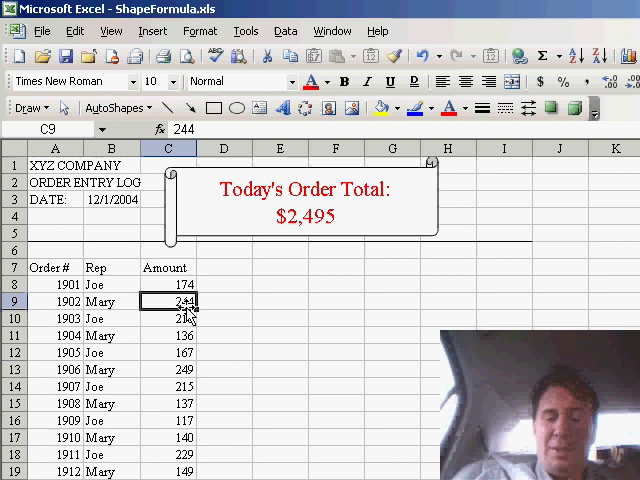 Microsoft Excel - ShapeFormula.xls
File Edit View Insert Format Tools Data Window Help
Times New Roman 10 Normal A B I U $ % ,
Draw AutoShapes
C9 fx 244
A B C D E F G H I J K
1 XYZ COMPANY
2 ORDER ENTRY LOG
3 DATE: 12/1/2004
Today's Order Total:
$2,495
4
5
6
7 Order # Rep Amount
8 1901 Joe 174
9 1902 Mary 244
10 1903 Joe
11 1904 Mary 136
12 1905 Joe 167
13 1906 Mary 249
14 1907 Joe 215
15 1908 Mary 137
16 1909 Joe 117
17 1910 Mary 140
18 1911 Joe 229
19 1912 Mary 149